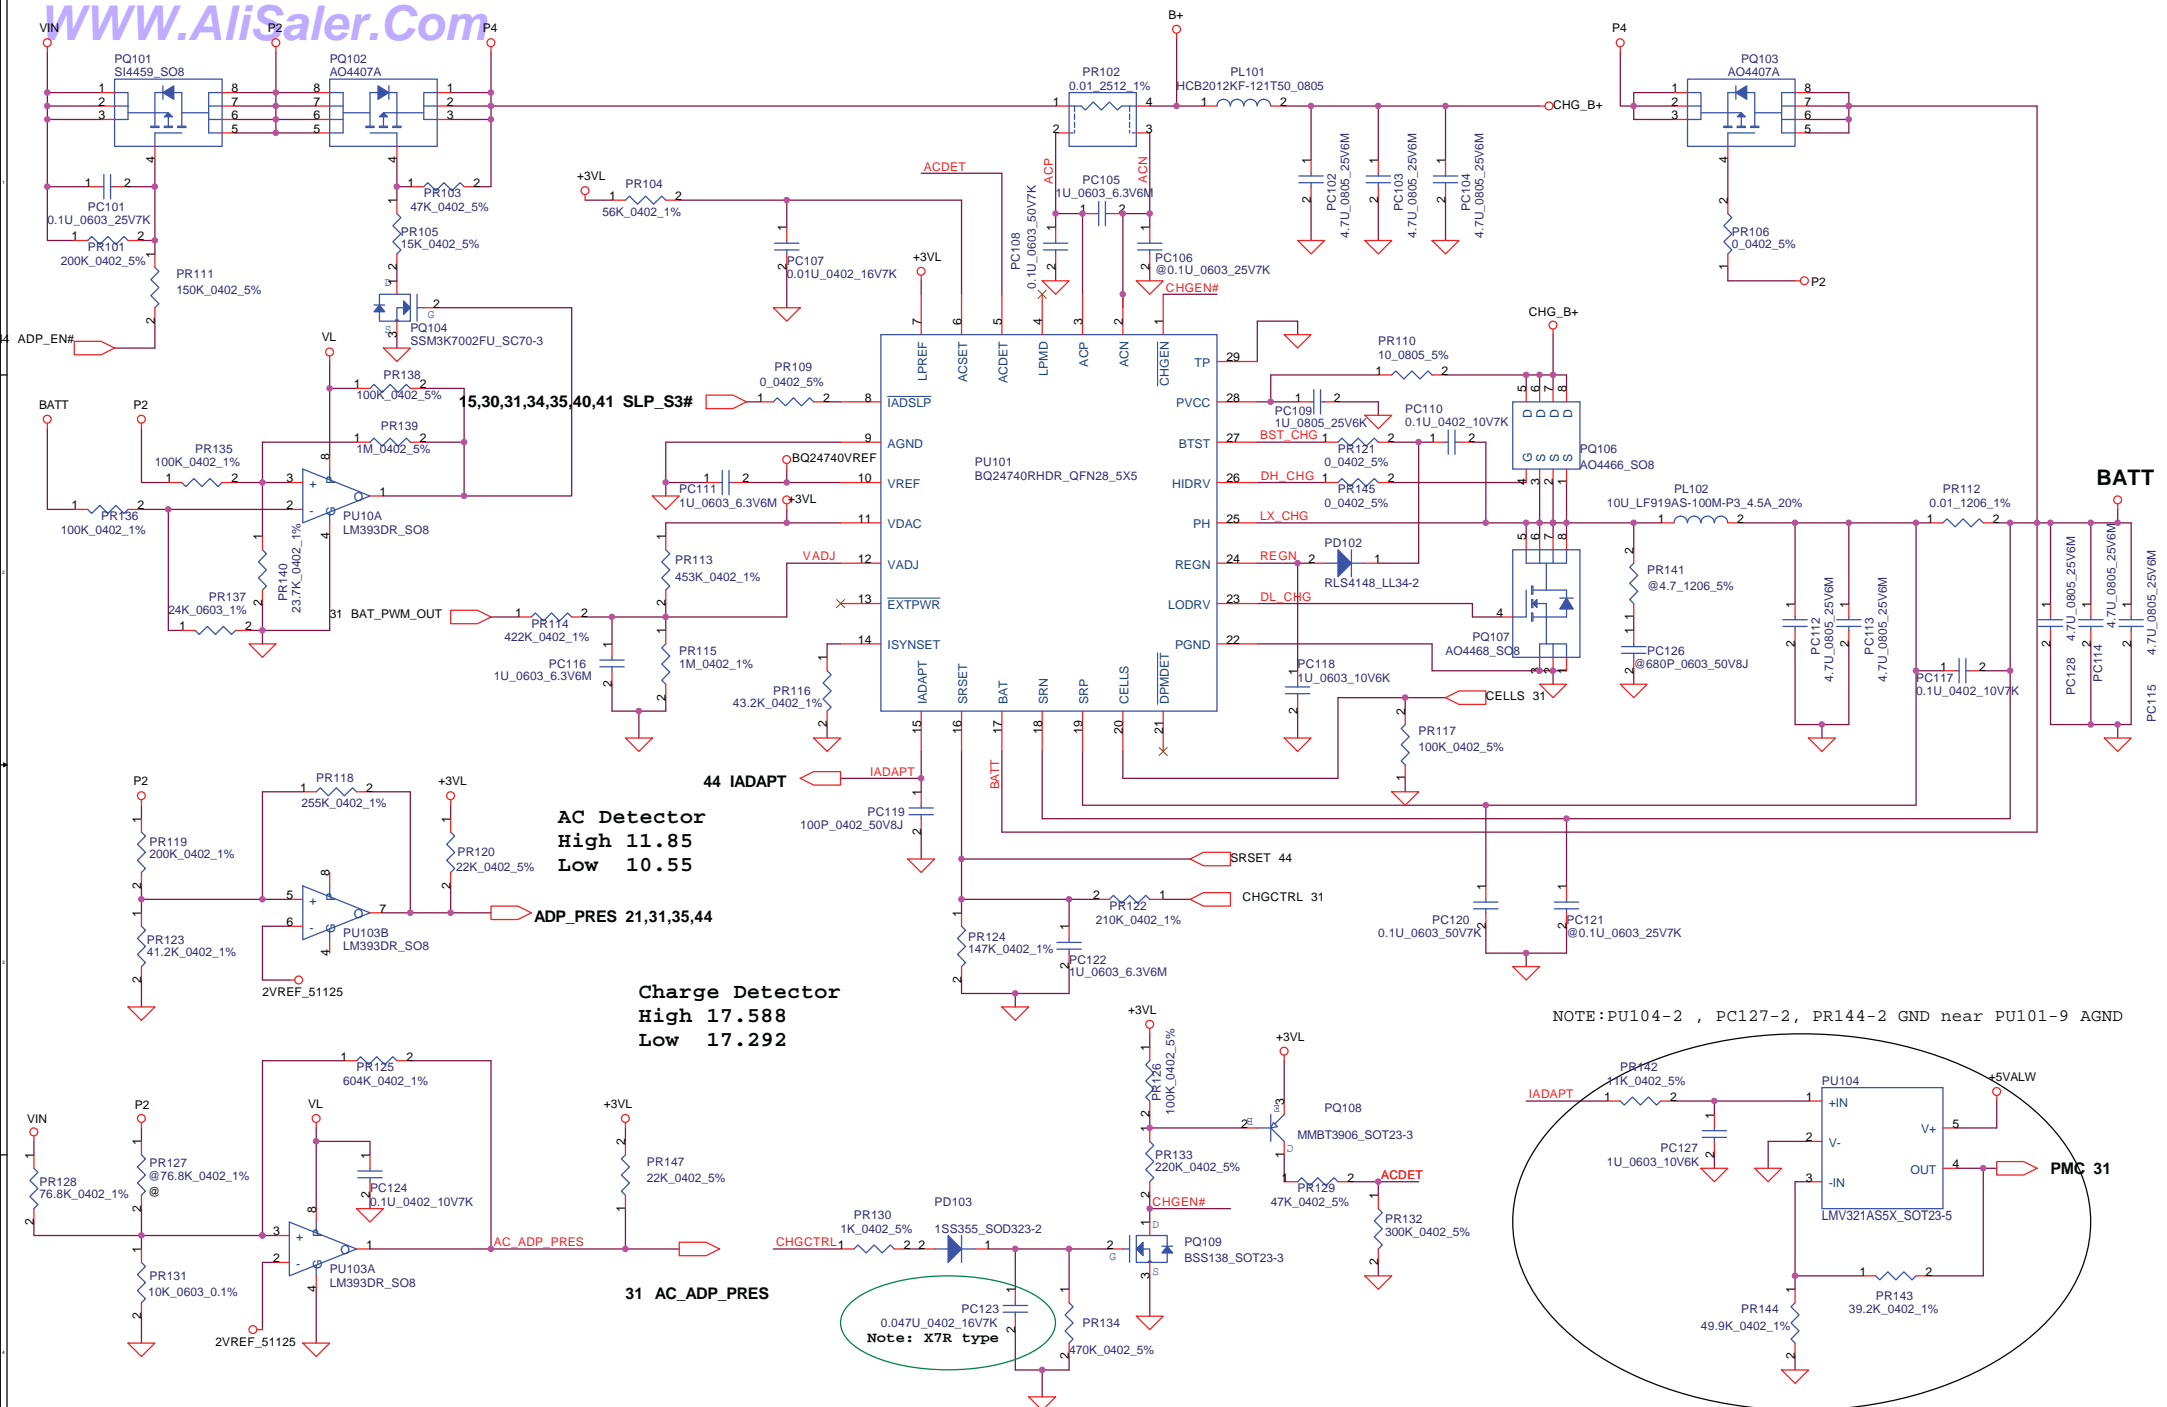 WWW.AliSaler.Com
VIN
P2
P4
PQ101
SI4459_SO8
PQ102
AO4407A
1
2
3
8
7
6
5
4
PC101
0.1U_0603_25V7K
PR101
200K_0402_5%
PR111
150K_0402_5%
ADP_EN#
PR103
47K_0402_5%
PR105
15K_0402_5%
PQ104
SSM3K7002FU_SC70-3
+3VL
PR104
56K_0402_1%
ACDET
PC107
0.01U_0402_16V7K
B+
PR102
0.01_2512_1%
PL101
HCB2012KF-121T50_0805
CHG_B+
ACP
ACN
PC105
1U_0603_6.3V6M
PC108
0.1U_0603_50V7K
PC106
@0.1U_0603_25V7K
CHGEN#
PC102
4.7U_0805_25V6M
PC103
4.7U_0805_25V6M
PC104
4.7U_0805_25V6M
P4
PQ103
AO4407A
PR106
0_0402_5%
P2
VL
PR138
100K_0402_5%
PR139
1M_0402_5%
BATT
P2
PR135
100K_0402_1%
PR136
100K_0402_1%
PU10A
LM393DR_SO8
PR140
23.7K_0402_1%
PR137
24K_0603_1%
15,30,31,34,35,40,41 SLP_S3#
PR109
0_0402_5%
+3VL
LPREF
ACSET
ACDET
LPMD
ACP
ACN
CHGEN
TP
PVCC
BTST
HIDRV
PH
REGN
LODRV
PGND
IADSLP
AGND
VREF
VDAC
VADJ
EXTPWR
ISYNSET
IADAPT
SRSET
BAT
SRN
SRP
CELLS
DPMDET
PU101
BQ24740RHDR_QFN28_5X5
BQ24740VREF
PC111
1U_0603_6.3V6M
+3VL
VADJ
PR113
453K_0402_1%
31 BAT_PWM_OUT
PR114
422K_0402_1%
PC116
1U_0603_6.3V6M
PR115
1M_0402_1%
PR116
43.2K_0402_1%
PR110
10_0805_5%
PC109
1U_0805_25V6K
PC110
0.1U_0402_10V7K
BST_CHG
PR121
0_0402_5%
DH_CHG
PR145
0_0402_5%
LX_CHG
REGN
PD102
RLS4148_LL34-2
DL_CHG
PC118
1U_0603_10V6K
CHG_B+
PQ106
AO4466_SO8
PQ107
AO4468_SO8
PL102
10U_LF919AS-100M-P3_4.5A_20%
PR141
@4.7_1206_5%
PC126
@680P_0603_50V8J
PR112
0.01_1206_1%
BATT
PC112
4.7U_0805_25V6M
PC113
4.7U_0805_25V6M
PC117
0.1U_0402_10V7K
PC128
4.7U_0805_25V6M
PC114
4.7U_0805_25V6M
PC115
4.7U_0805_25V6M
CELLS 31
PR117
100K_0402_5%
44 IADAPT
IADAPT
PC119
100P_0402_50V8J
BATT
SRSET 44
CHGCTRL 31
PR122
210K_0402_1%
PR124
147K_0402_1%
PC122
1U_0603_6.3V6M
PC120
0.1U_0603_50V7K
PC121
@0.1U_0603_25V7K
P2
PR118
255K_0402_1%
+3VL
PR119
200K_0402_1%
PR120
22K_0402_5%
PU103B
LM393DR_SO8
PR123
41.2K_0402_1%
2VREF_51125
ADP_PRES 21,31,35,44
AC Detector
High 11.85
Low 10.55
Charge Detector
High 17.588
Low 17.292
PR125
604K_0402_1%
VIN
P2
VL
+3VL
PR128
76.8K_0402_1%
PR127
@76.8K_0402_1%
@
PC124
0.1U_0402_10V7K
PR147
22K_0402_5%
PR131
10K_0603_0.1%
PU103A
LM393DR_SO8
2VREF_51125
AC_ADP_PRES
31 AC_ADP_PRES
CHGCTRL
PR130
1K_0402_5%
PD103
1SS355_SOD323-2
PC123
0.047U_0402_16V7K
Note: X7R type
PR134
470K_0402_5%
+3VL
PR126
100K_0402_5%
PR133
220K_0402_5%
CHGEN#
PQ109
BSS138_SOT23-3
+3VL
PQ108
MMBT3906_SOT23-3
PR129
47K_0402_5%
ACDET
PR132
300K_0402_5%
NOTE:PU104-2 , PC127-2, PR144-2 GND near PU101-9 AGND
IADAPT
PR142
11K_0402_5%
PC127
1U_0603_10V6K
PU104
+IN
V-
-IN
V+
OUT
LMV321AS5X_SOT23-5
+5VALW
PMC 31
PR143
39.2K_0402_1%
PR144
49.9K_0402_1%